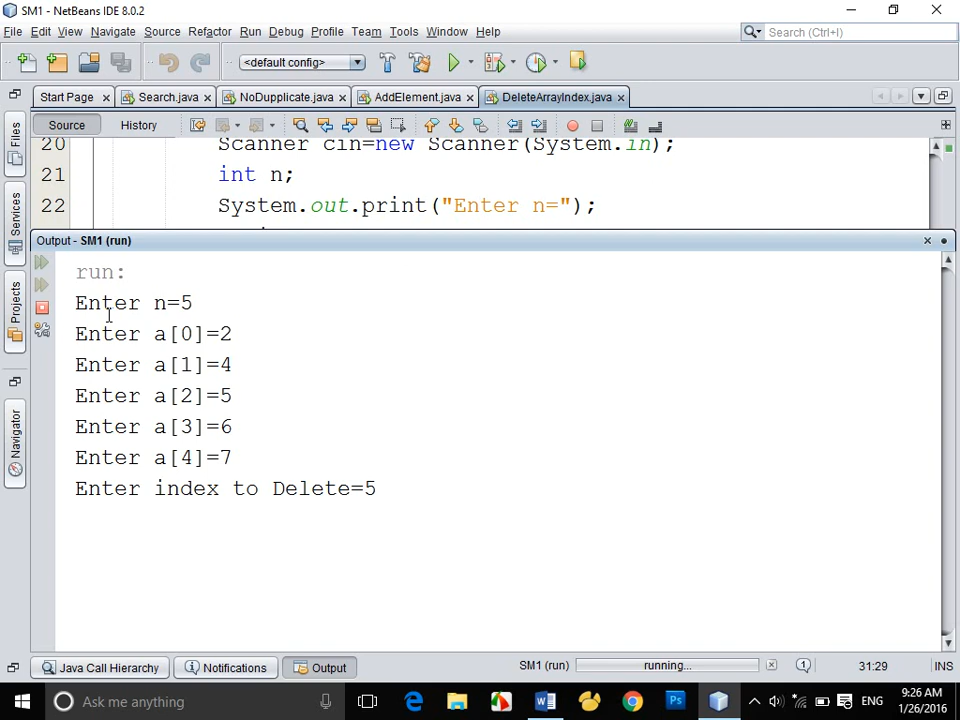 SM1 - NetBeans IDE 8.0.2
File Edit View Navigate Source Refactor Run Debug Profile Team Tools Window Help
Search (Ctrl+I)
<default config>
Start Page
Search.java
NoDupplicate.java
AddElement.java
DeleteArrayIndex.java
Source
History
Files
Services
Projects
Navigator
20 Scanner cin=new Scanner(System.in);
21 int n;
22 System.out.print("Enter n=");
Output - SM1 (run)
run:
Enter n=5
Enter a[0]=2
Enter a[1]=4
Enter a[2]=5
Enter a[3]=6
Enter a[4]=7
Enter index to Delete=5
Java Call Hierarchy
Notifications
Output
SM1 (run)
running...
1
31:29
INS
Ask me anything
Ps
ENG
9:26 AM
1/26/2016